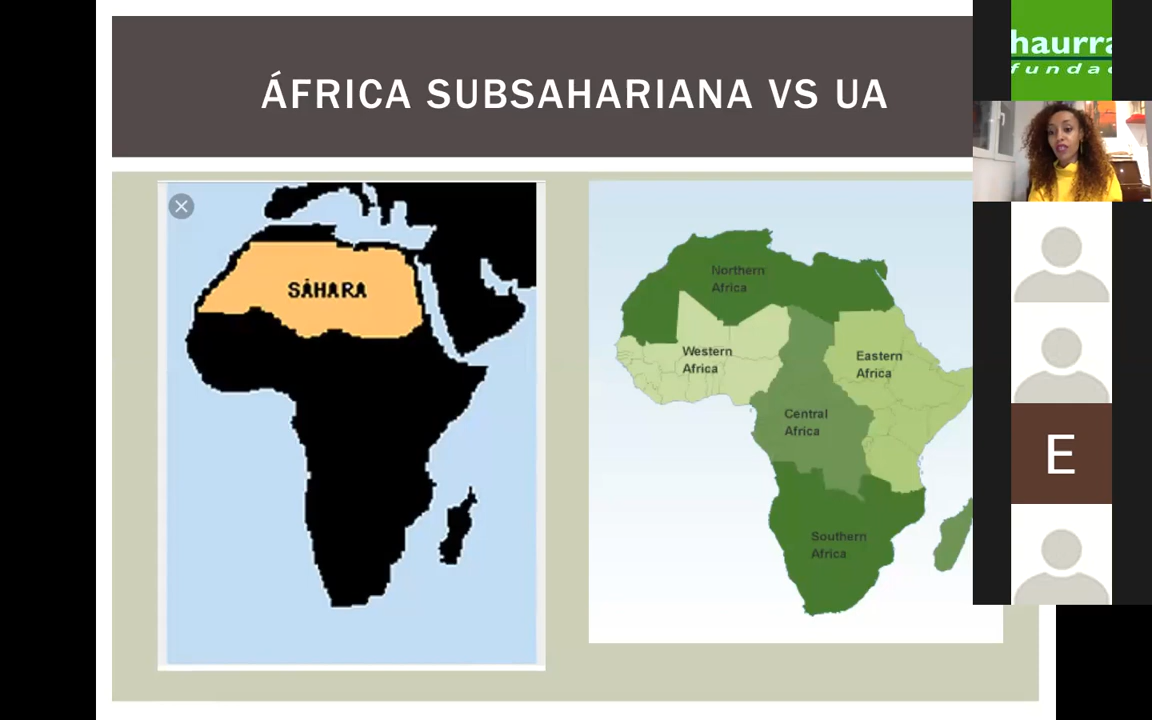 ÁFRICA SUBSAHARIANA VS UA
SÁHARA
Northern
Africa
Western
Africa
Eastern
Africa
Central
Africa
Southern
Africa
haurra
fundac
E